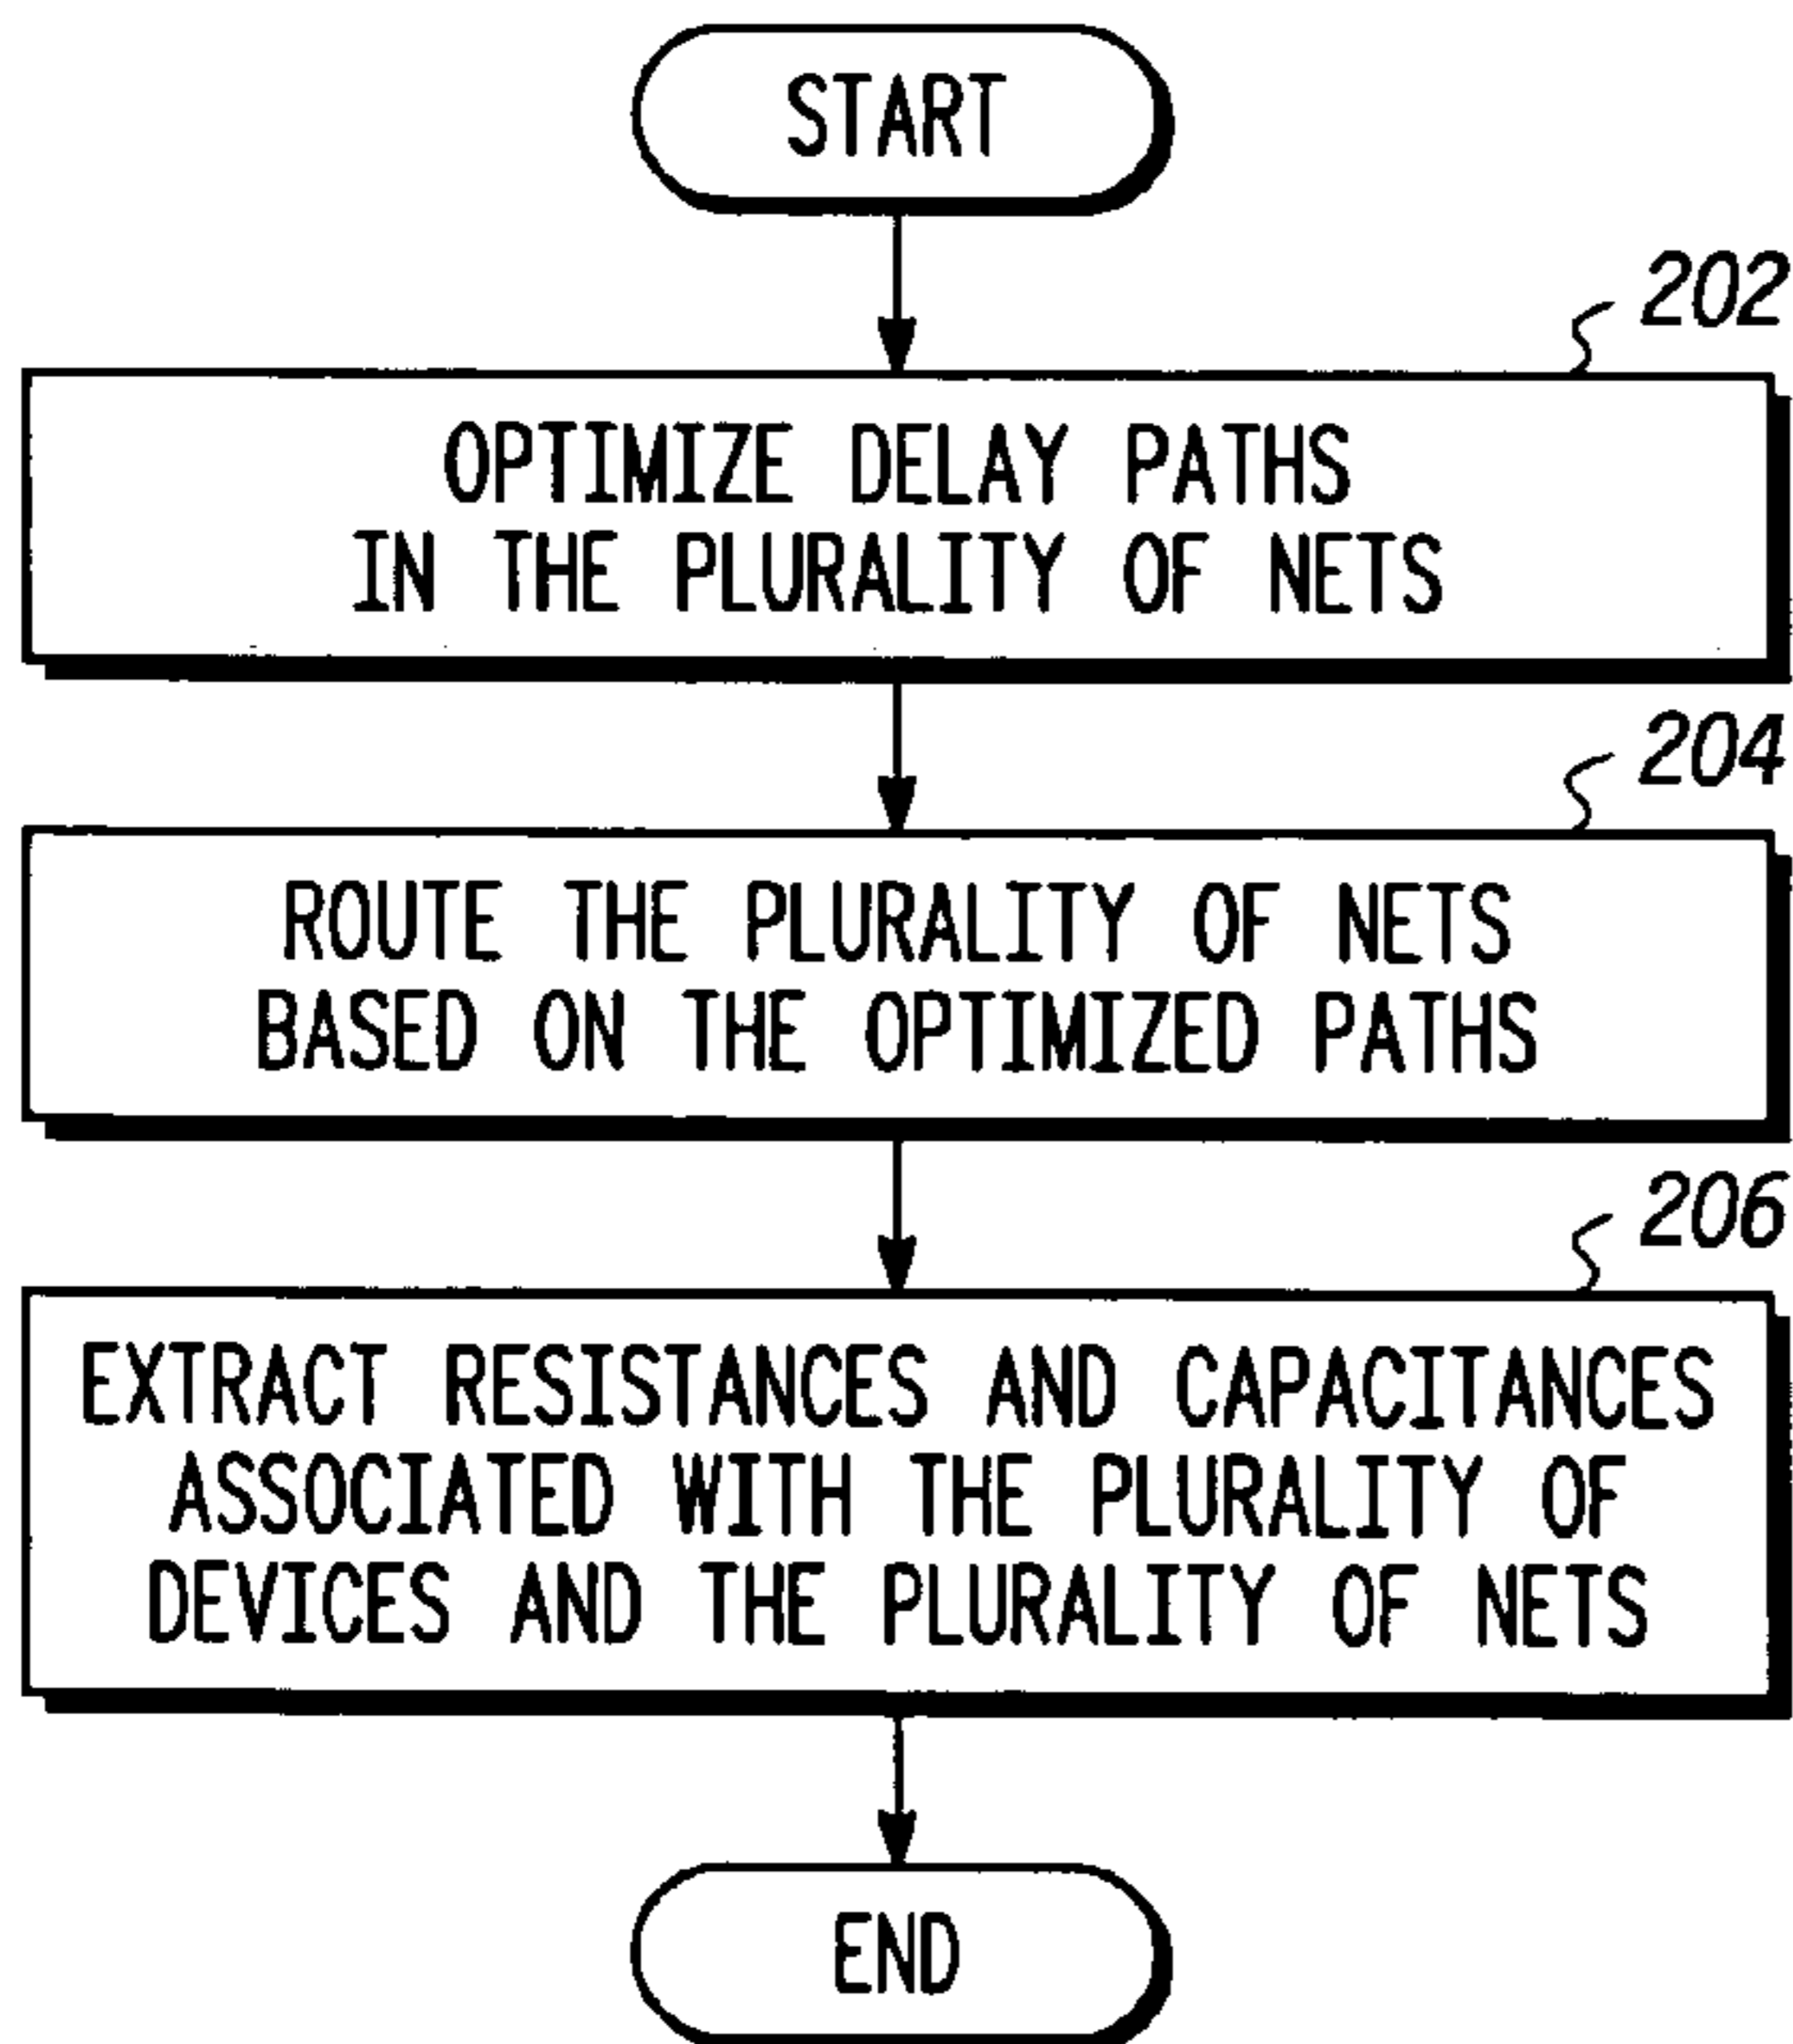 START
202
OPTIMIZE DELAY PATHS
IN THE PLURALITY OF NETS
204
ROUTE THE PLURALITY OF NETS
BASED ON THE OPTIMIZED PATHS
206
EXTRACT RESISTANCES AND CAPACITANCES
ASSOCIATED WITH THE PLURALITY OF
DEVICES AND THE PLURALITY OF NETS
END